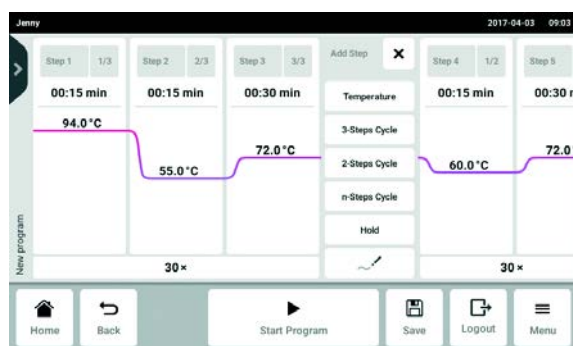 Jenny 2017-04-03 09:03
Step 1 1/3 Step 2 2/3 Step 3 3/3 Add Step × Step 4 1/2 Step 5
00:15 min 00:15 min 00:30 min Temperature 00:15 min 00:30
94.0°C 3-Steps Cycle
55.0°C 72.0°C 2-Steps Cycle 60.0°C 72.0
n-Steps Cycle
Hold
New program
30× 30×
Home Back Start Program Save Logout Menu